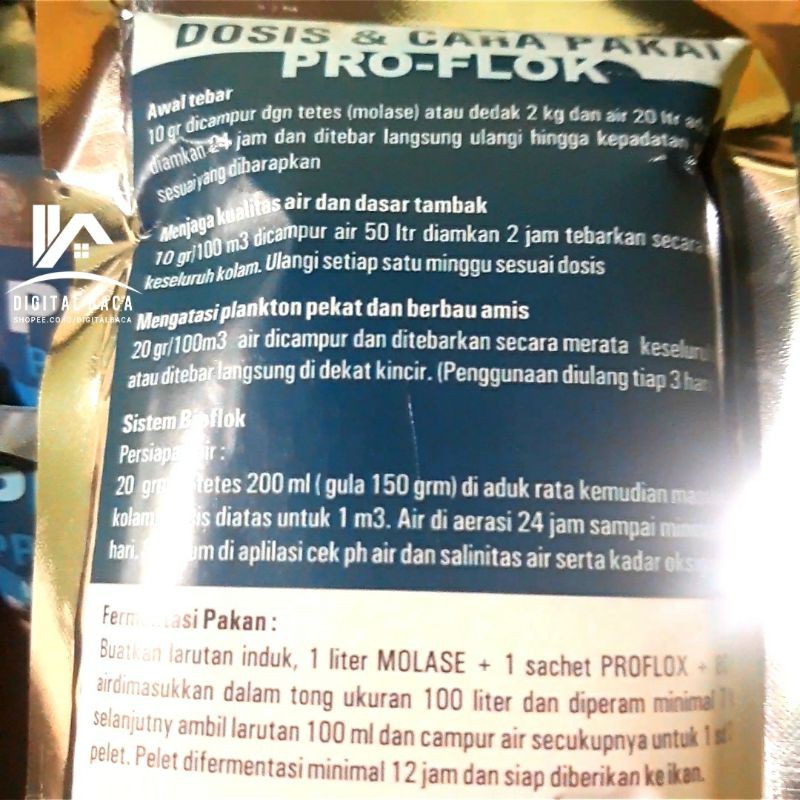 DOSIS & CARA PAKAI
PRO-FLOK
Awal tebar
10 gr dicampur dgn tetes (molase) atau dedak 2 kg dan air 20 ltr
diamkan 24 jam dan ditebar langsung ulangi hingga kepadatan
sesuaiyang diharapkan
Menjaga kualitas air dan dasar tambak
10 gr/100 m3 dicampur air 50 ltr diamkan 2 jam tebarkan secara
keseluruh kolam. Ulangi setiap satu minggu sesuai dosis
Mengatasi plankton pekat dan berbau amis
20 gr/100m3 air dicampur dan ditebarkan secara merata
atau ditebar langsung di dekat kincir. (Penggunaan diulang tiap 3
Sistem Bioflok
Persiapan air :
20 tetes 200 ml ( gula 150 grm) di aduk rata kemudian
diatas untuk 1 m3. Air di aerasi 24 jam sampai
hari. di aplilasi cek ph air dan salinitas air serta kadar
Fermentasi Pakan :
Buatkan larutan induk, 1 liter MOLASE + 1 sachet PROFLOX +
airdimasukkan dalam tong ukuran 100 liter dan diperam minimal
selanjutny ambil larutan 100 ml dan campur air secukupnya untuk 1
pelet. Pelet difermentasi minimal 12 jam dan siap diberikan ke ikan.
DIGITAL BACA
SHOPEE.CO.ID/DIGITALBACA